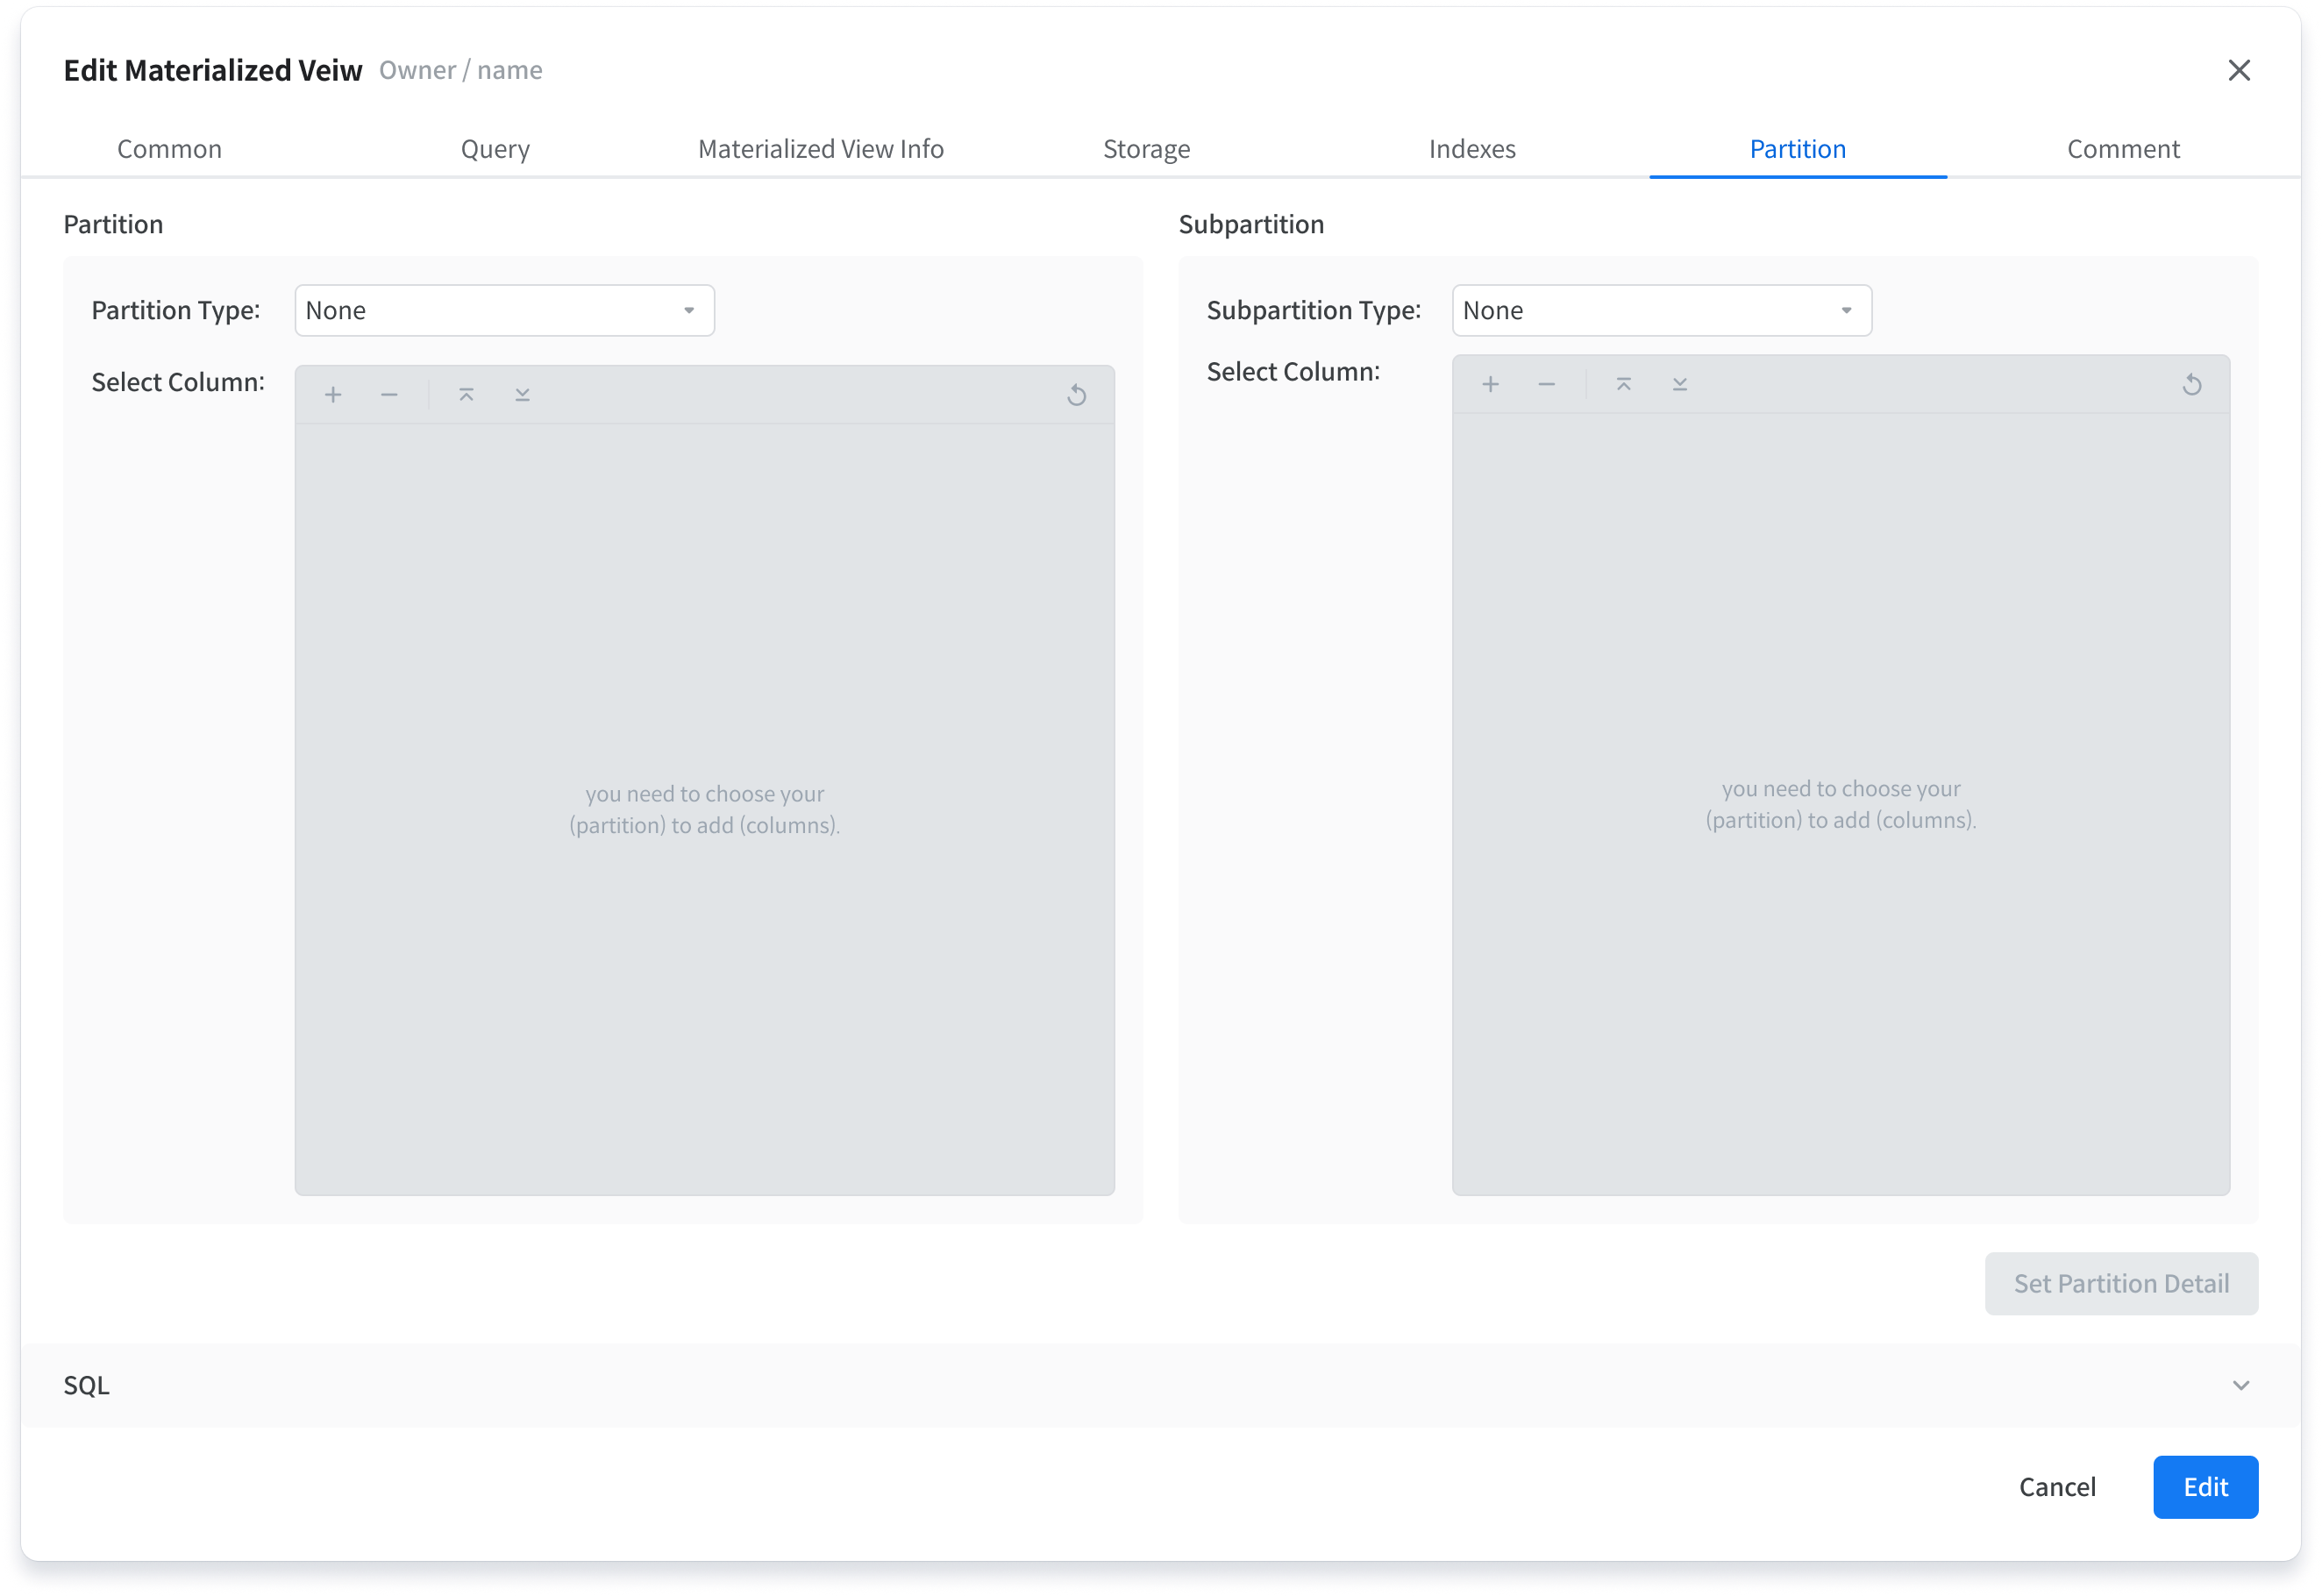 Edit Materialized Veiw Owner / name
Common Query Materialized View Info Storage Indexes Partition Comment
Partition
Partition Type: None
Select Column:
you need to choose your
(partition) to add (columns).
Subpartition
Subpartition Type: None
Select Column:
you need to choose your
(partition) to add (columns).
Set Partition Detail
SQL
Cancel Edit